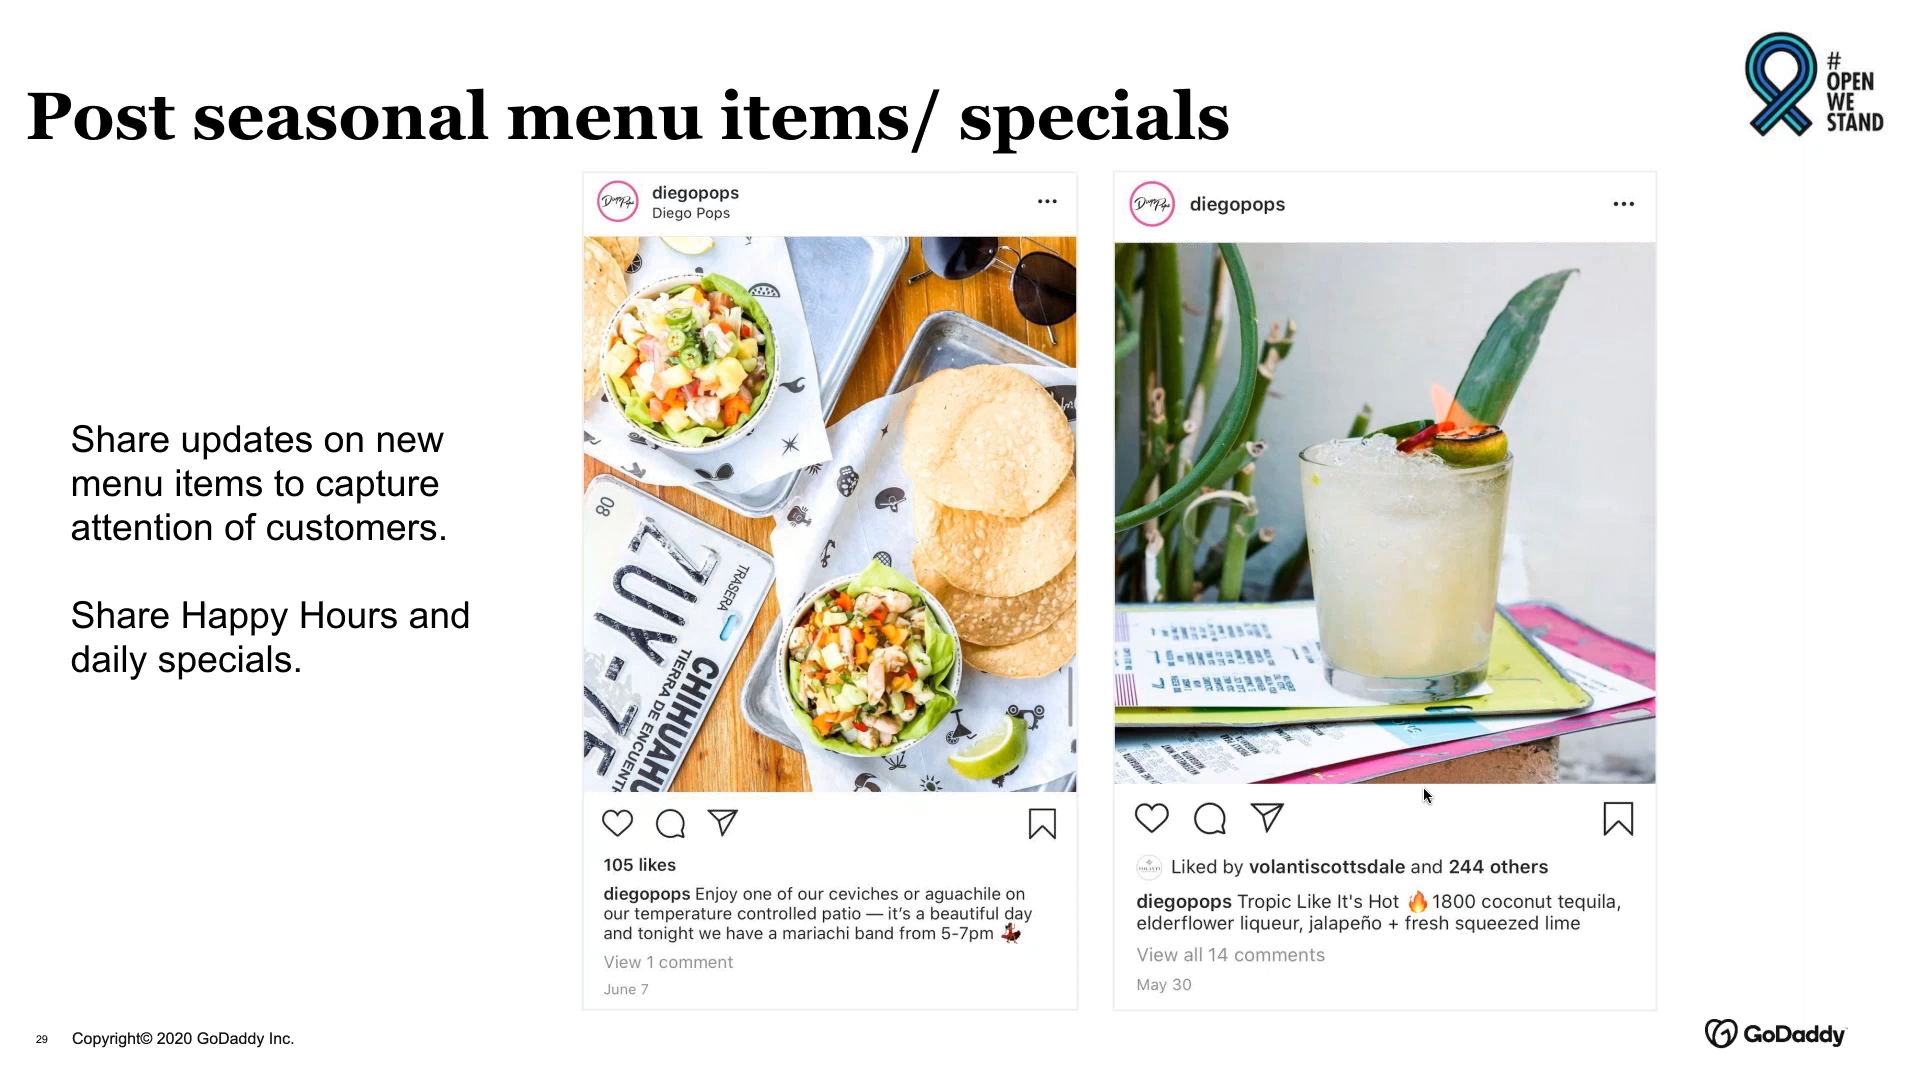 Post seasonal menu items/ specials
#
OPEN
WE
STAND
Share updates on new
menu items to capture
attention of customers.
Share Happy Hours and
daily specials.
diegopops
Diego Pops
08
ZUY-7
TRASERA
CHIHUAHU
TIERRA DE ENCUENT
105 likes
diegopops Enjoy one of our ceviches or aguachile on
our temperature controlled patio — it’s a beautiful day
and tonight we have a mariachi band from 5-7pm 💃
View 1 comment
June 7
diegopops
Liked by volantiscottsdale and 244 others
diegopops Tropic Like It's Hot 🔥 1800 coconut tequila,
elderflower liqueur, jalapeño + fresh squeezed lime
View all 14 comments
May 30
29
Copyright© 2020 GoDaddy Inc.
GoDaddy